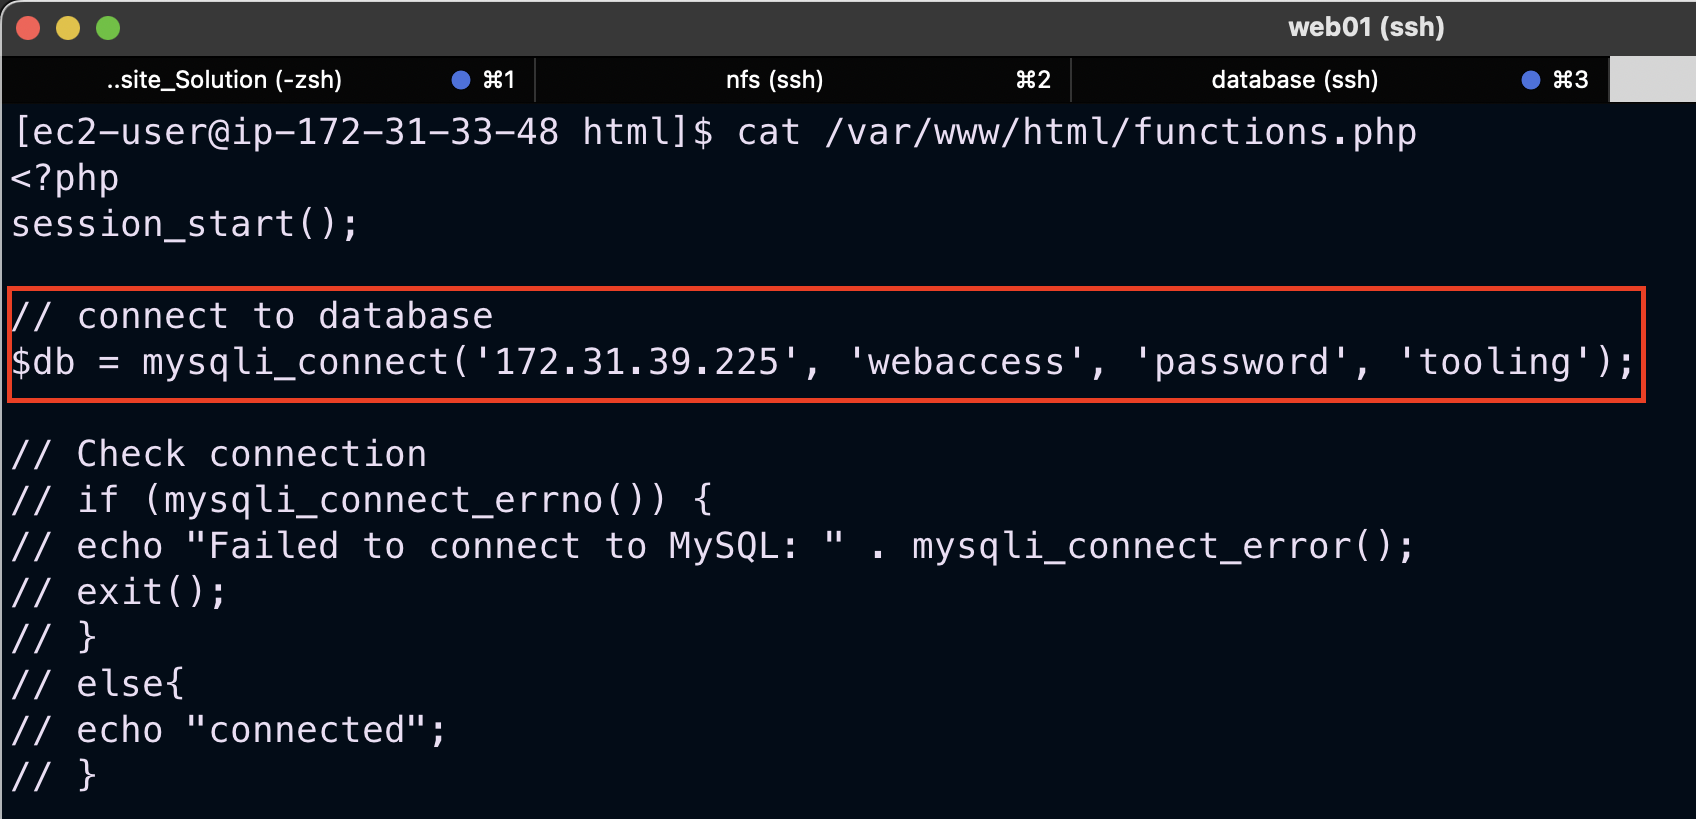 web01 (ssh)
..site_Solution (-zsh) ⌘1 nfs (ssh) ⌘2 database (ssh) ⌘3
[ec2-user@ip-172-31-33-48 html]$ cat /var/www/html/functions.php
<?php
session_start();
// connect to database
$db = mysqli_connect('172.31.39.225', 'webaccess', 'password', 'tooling');
// Check connection
// if (mysqli_connect_errno()) {
// echo "Failed to connect to MySQL: " . mysqli_connect_error();
// exit();
// }
// else{
// echo "connected";
// }